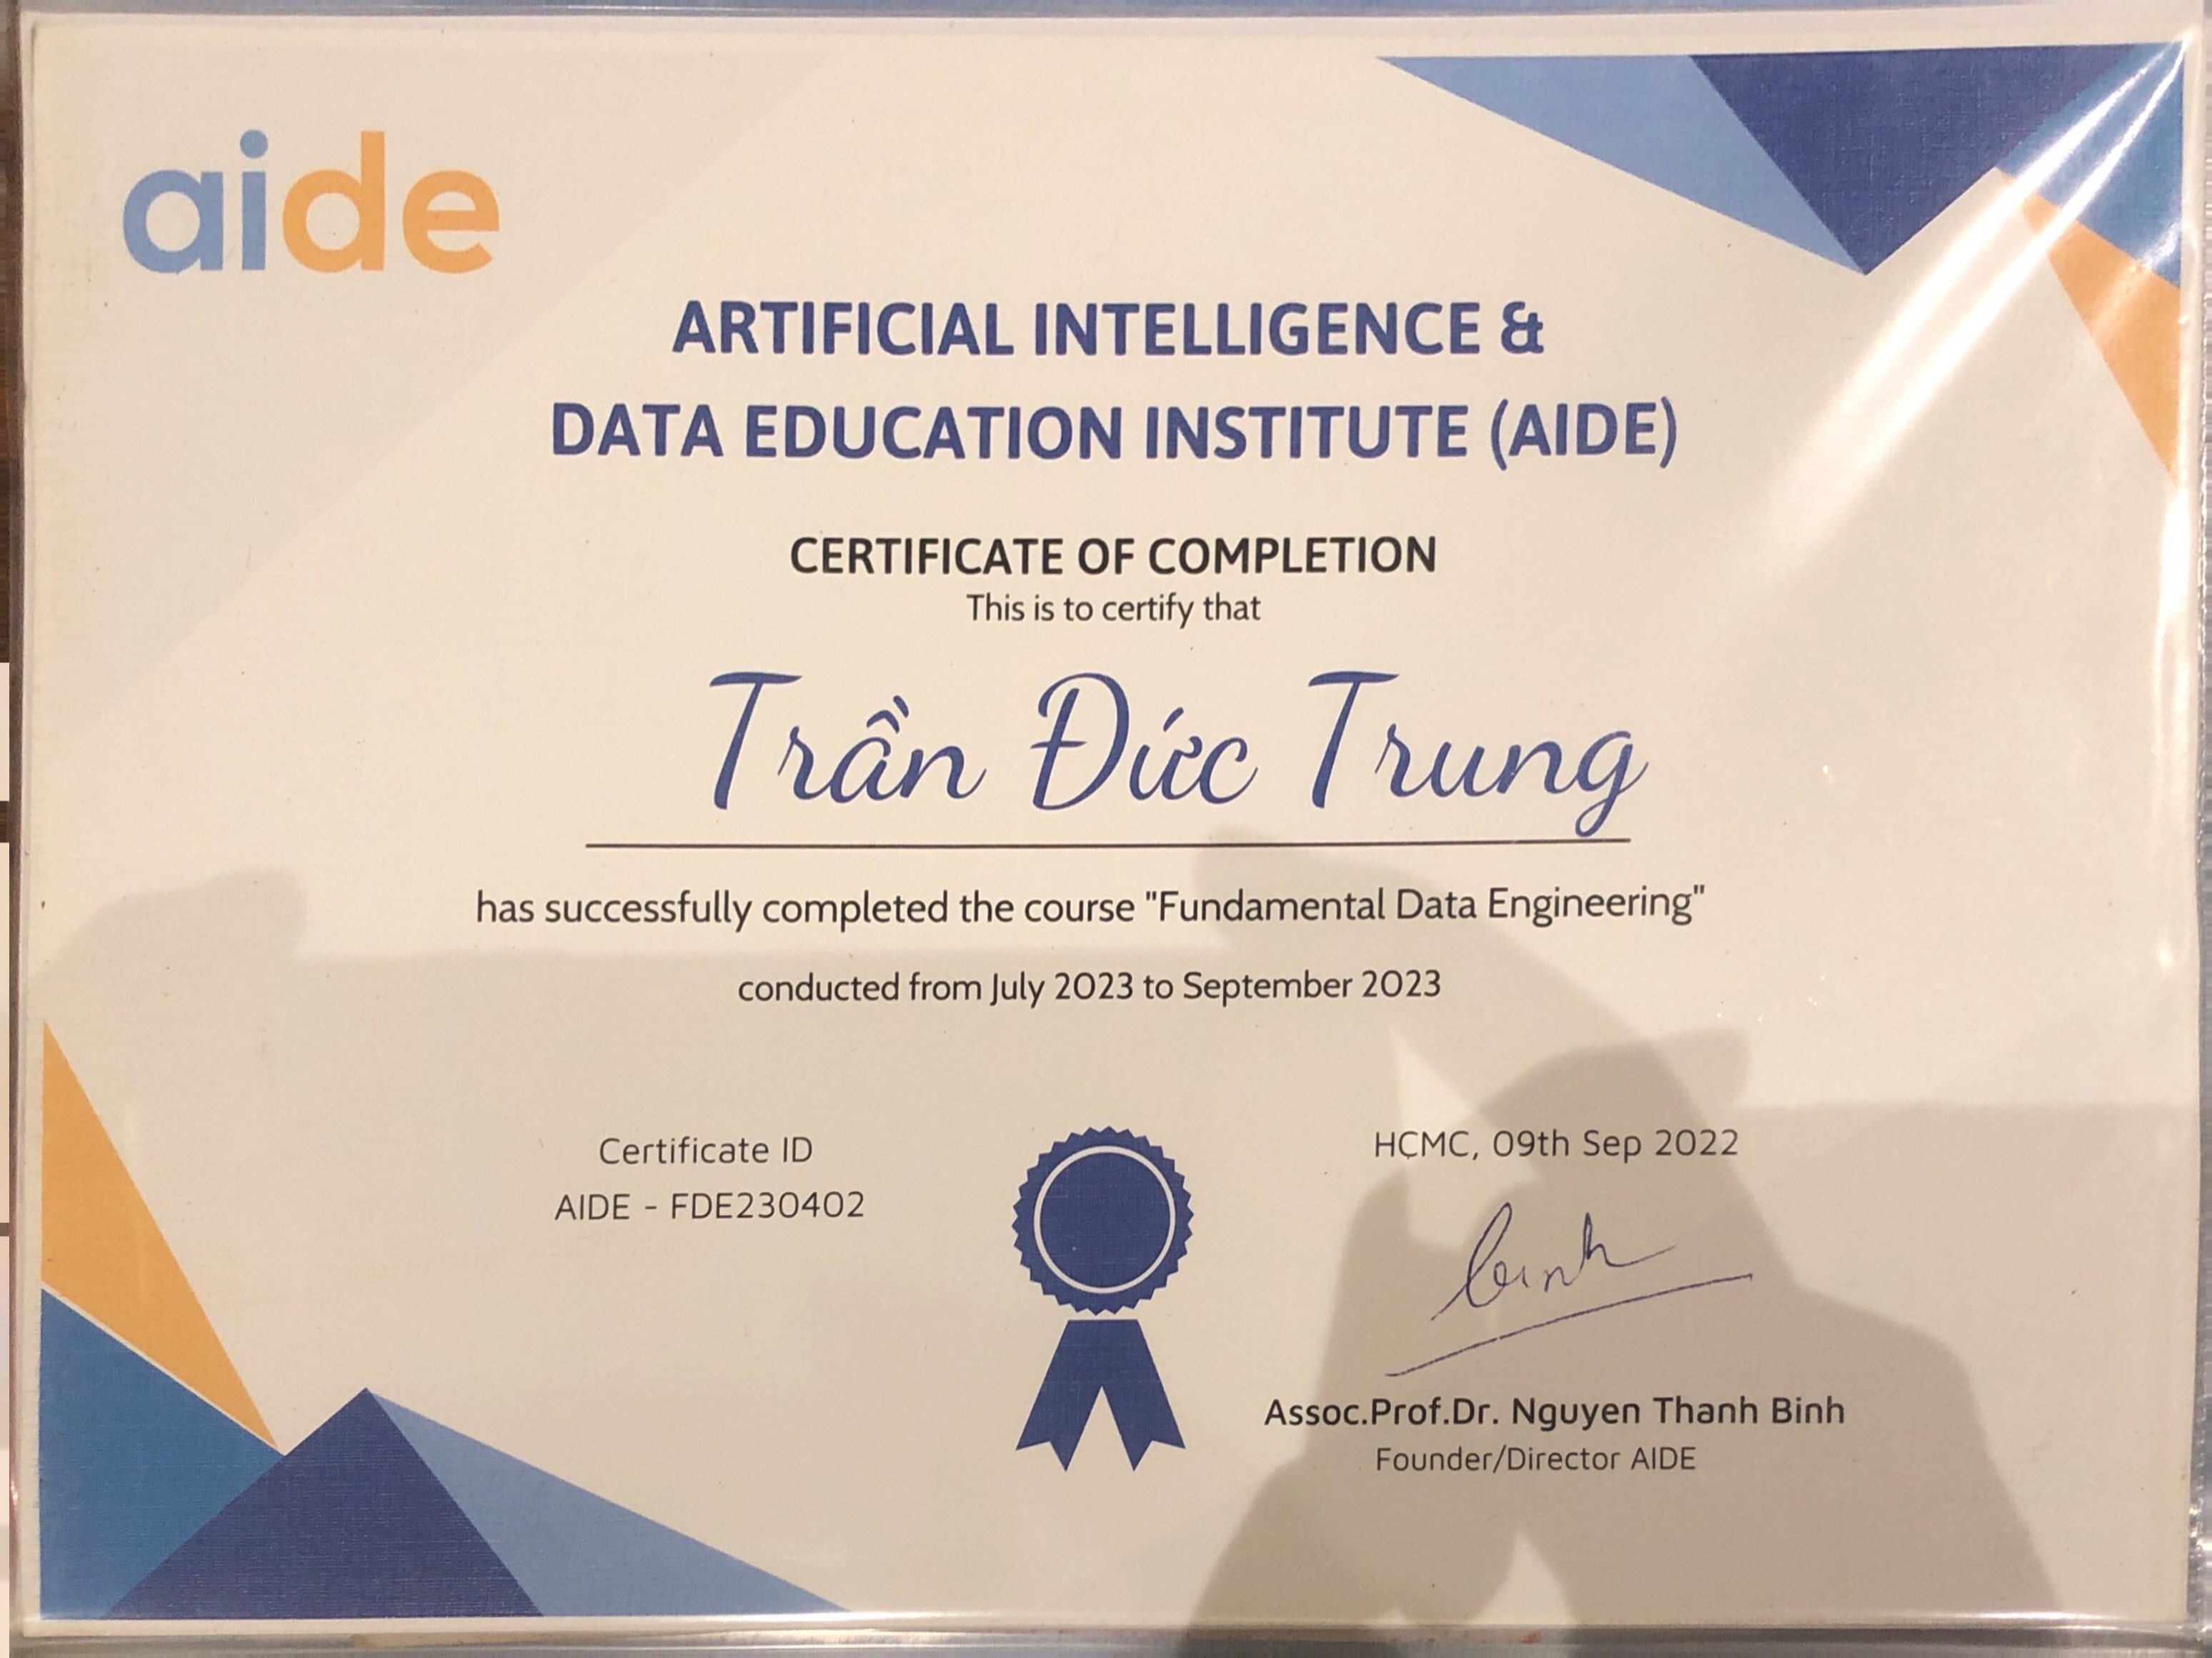 aide
ARTIFICIAL INTELLIGENCE &
DATA EDUCATION INSTITUTE (AIDE)
CERTIFICATE OF COMPLETION
This is to certify that
Trần Đức Trung
has successfully completed the course "Fundamental Data Engineering"
conducted from July 2023 to September 2023
Certificate ID
AIDE - FDE230402
HCMC, 09th Sep 2022
Binh
Assoc.Prof.Dr. Nguyen Thanh Binh
Founder/Director AIDE